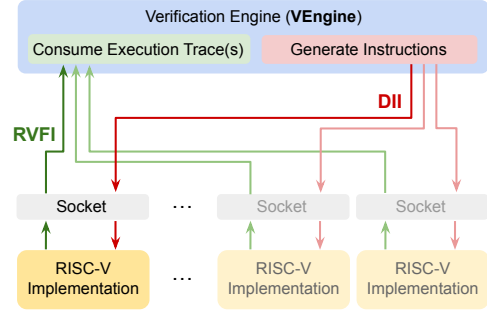 Verification Engine (VEngine)
Consume Execution Trace(s)
Generate Instructions
DII
RVFI
Socket
...
Socket
Socket
RISC-V
Implementation
...
RISC-V
Implementation
RISC-V
Implementation